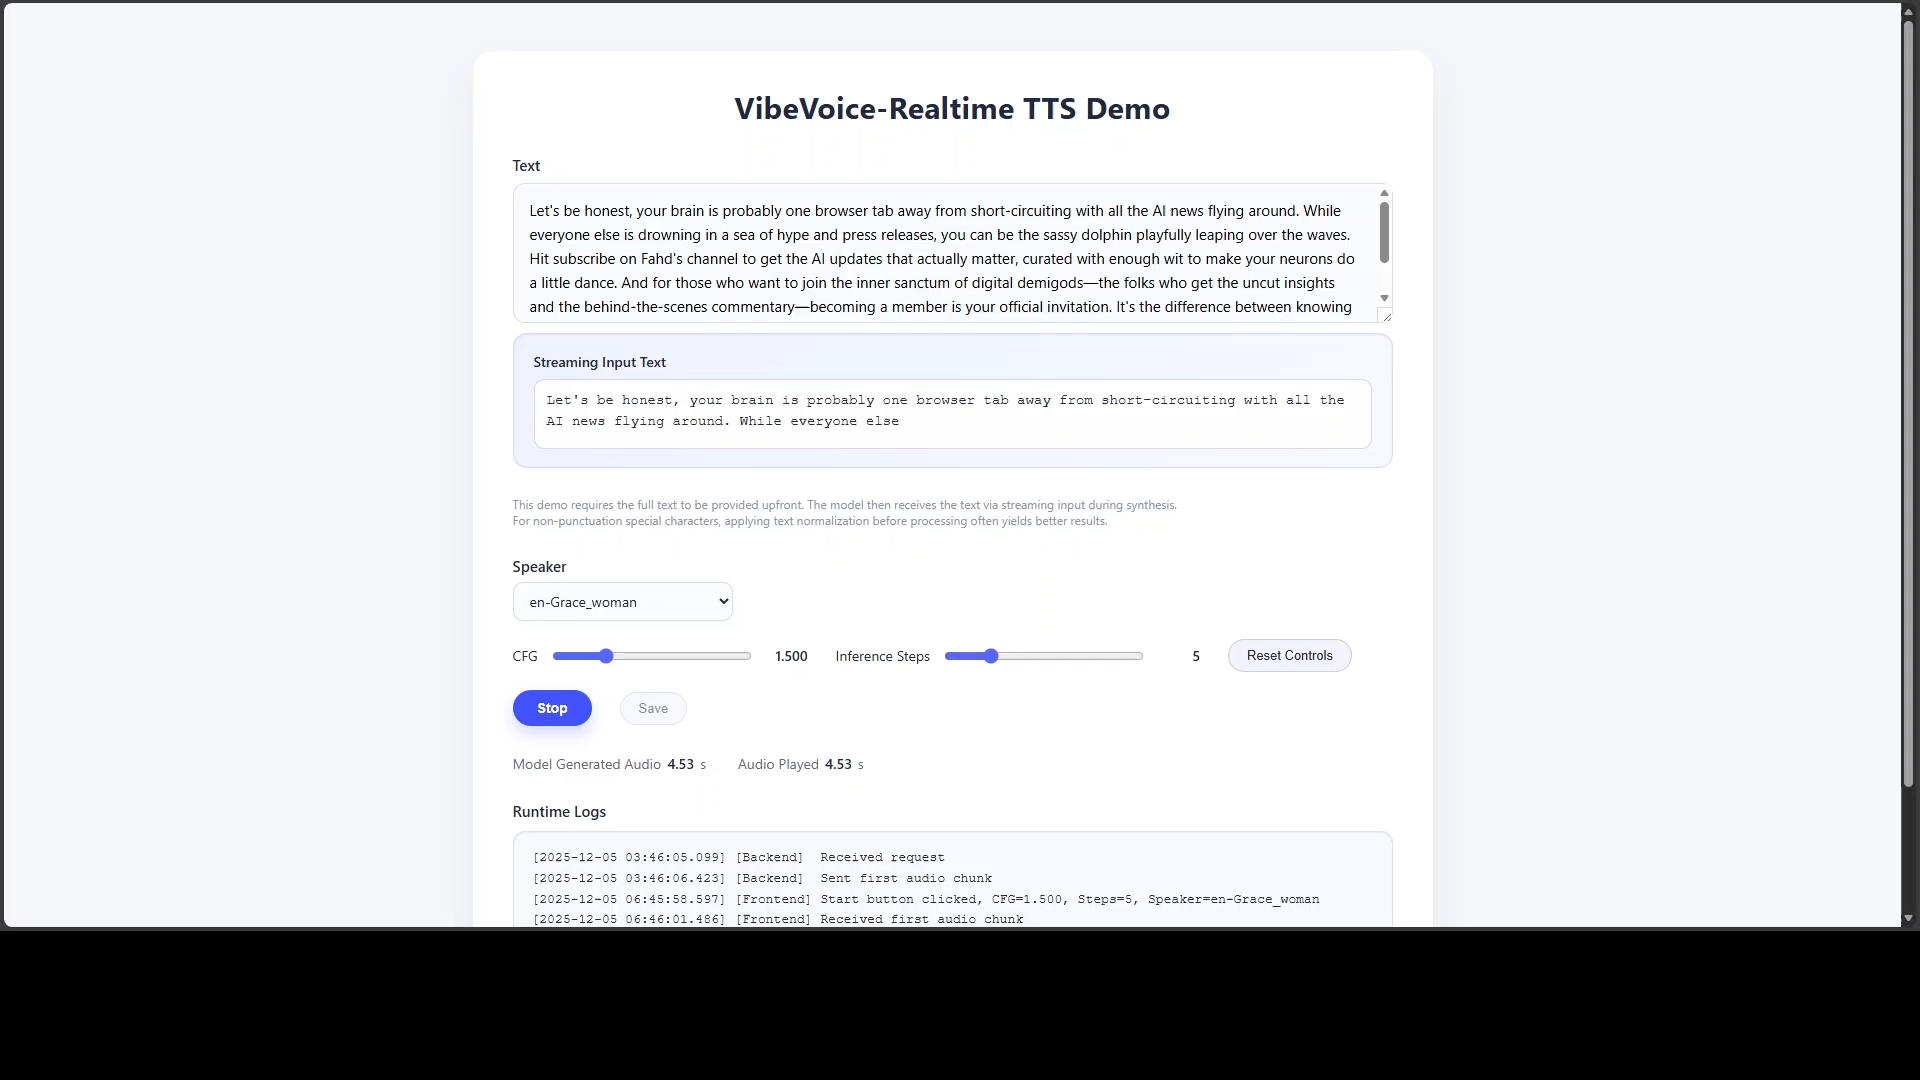 VibeVoice-Realtime TTS Demo
Text
Let's be honest, your brain is probably one browser tab away from short-circuiting with all the AI news flying around. While
everyone else is drowning in a sea of hype and press releases, you can be the sassy dolphin playfully leaping over the waves.
Hit subscribe on Fahd's channel to get the AI updates that actually matter, curated with enough wit to make your neurons do
a little dance. And for those who want to join the inner sanctum of digital demigods—the folks who get the uncut insights
and the behind-the-scenes commentary—becoming a member is your official invitation. It's the difference between knowing
Streaming Input Text
Let's be honest, your brain is probably one browser tab away from short-circuiting with all the
AI news flying around. While everyone else
This demo requires the full text to be provided upfront. The model then receives the text via streaming input during synthesis.
For non-punctuation special characters, applying text normalization before processing often yields better results.
Speaker
en-Grace_woman
CFG 1.500 Inference Steps 5 Reset Controls
Stop Save
Model Generated Audio 4.53 s Audio Played 4.53 s
Runtime Logs
[2025-12-05 03:46:05.099] [Backend] Received request
[2025-12-05 03:46:06.423] [Backend] Sent first audio chunk
[2025-12-05 06:45:58.597] [Frontend] Start button clicked, CFG=1.500, Steps=5, Speaker=en-Grace_woman
[2025-12-05 06:46:01.486] [Frontend] Received first audio chunk